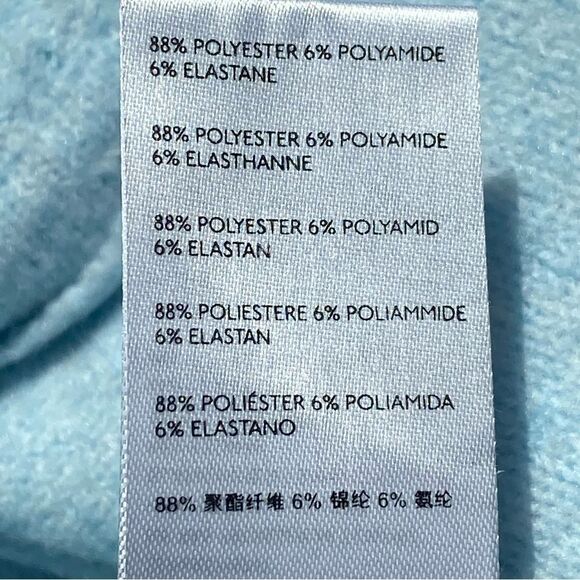 88% POLYESTER 6% POLYAMIDE
6% ELASTANE
88% POLYESTER 6% POLYAMIDE
6% ELASTHANNE
88% POLYESTER 6% POLYAMID
6% ELASTAN
88% POLIESTERE 6% POLIAMMIDE
6% ELASTAN
88% POLIÉSTER 6% POLIAMIDA
6% ELASTANO
88% 聚酯纤维 6% 锦纶 6% 氨纶